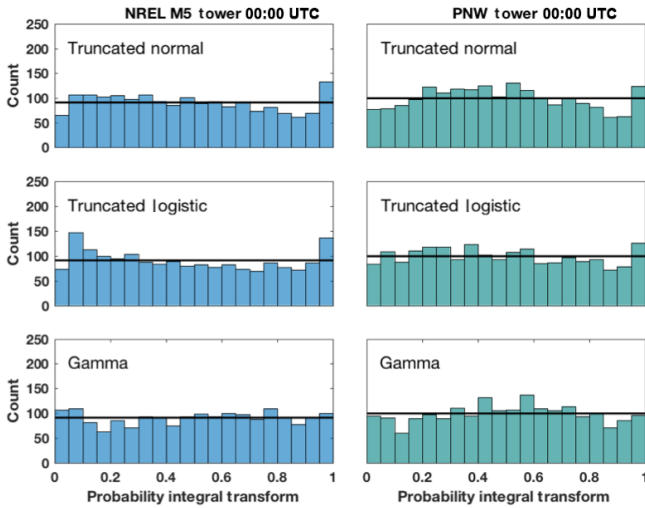 NREL M5 tower 00:00 UTC
PNW tower 00:00 UTC
250
200
150
100
50
0
Count
Truncated normal
Truncated normal
250
200
150
100
50
0
Count
Truncated logistic
Truncated logistic
250
200
150
100
50
0
Count
Gamma
Gamma
0 0.2 0.4 0.6 0.8 1
0 0.2 0.4 0.6 0.8 1
Probability integral transform
Probability integral transform